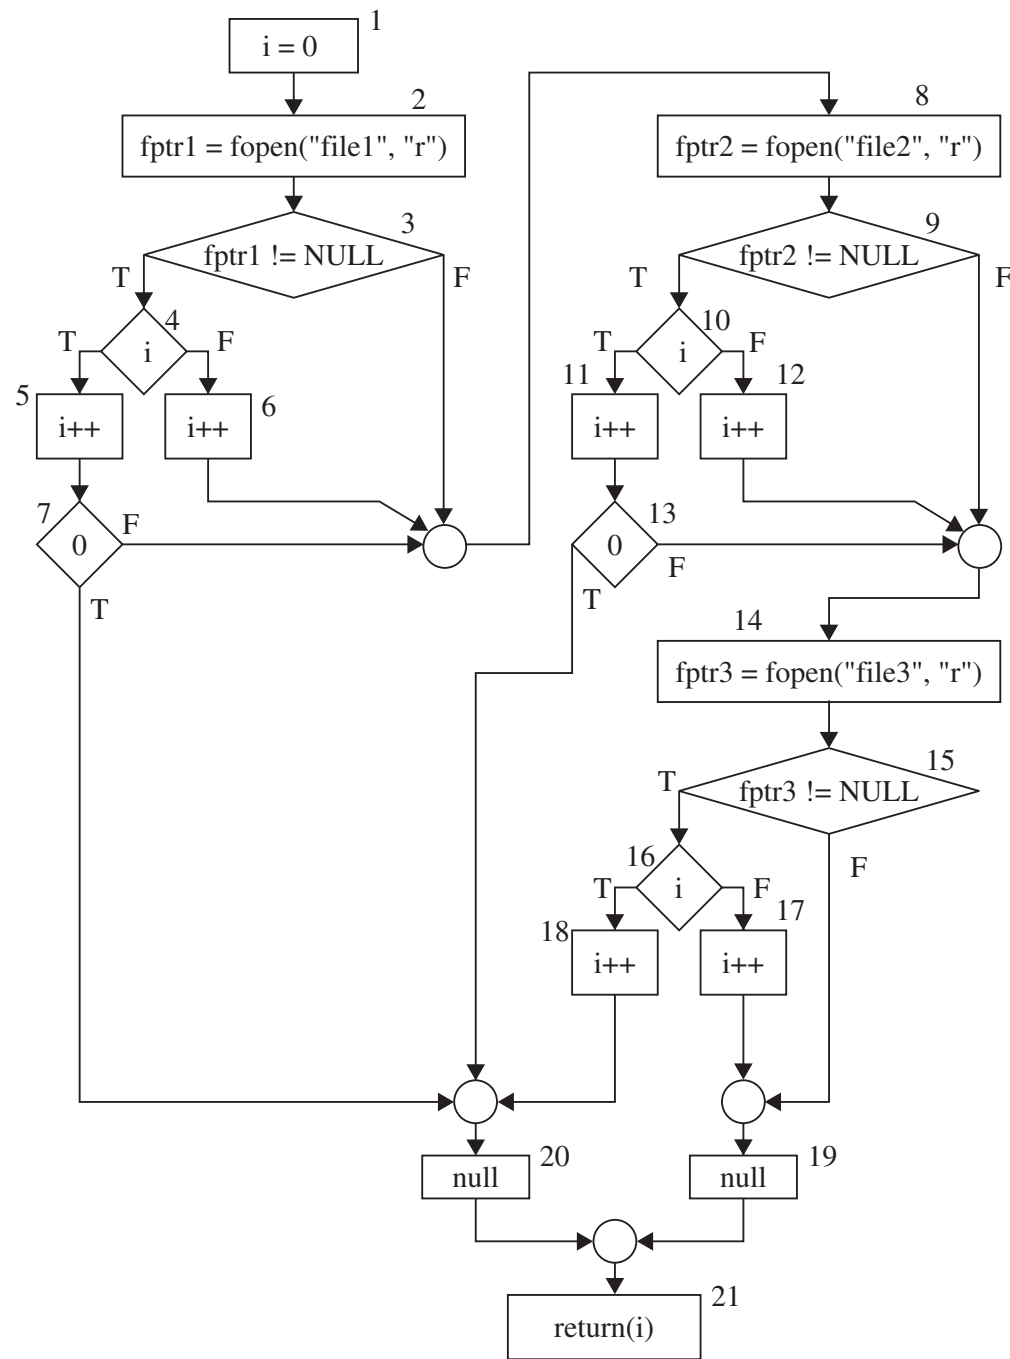 1
i = 0
2
fptr1 = fopen("file1", "r")
3
fptr1 != NULL
T
F
4
T
i
F
5
i++
6
i++
7
0
F
T
8
fptr2 = fopen("file2", "r")
9
fptr2 != NULL
T
F
10
T
i
F
11
i++
12
i++
13
0
F
T
14
fptr3 = fopen("file3", "r")
15
fptr3 != NULL
T
F
16
T
i
F
17
18
i++
i++
20
null
19
null
21
return(i)